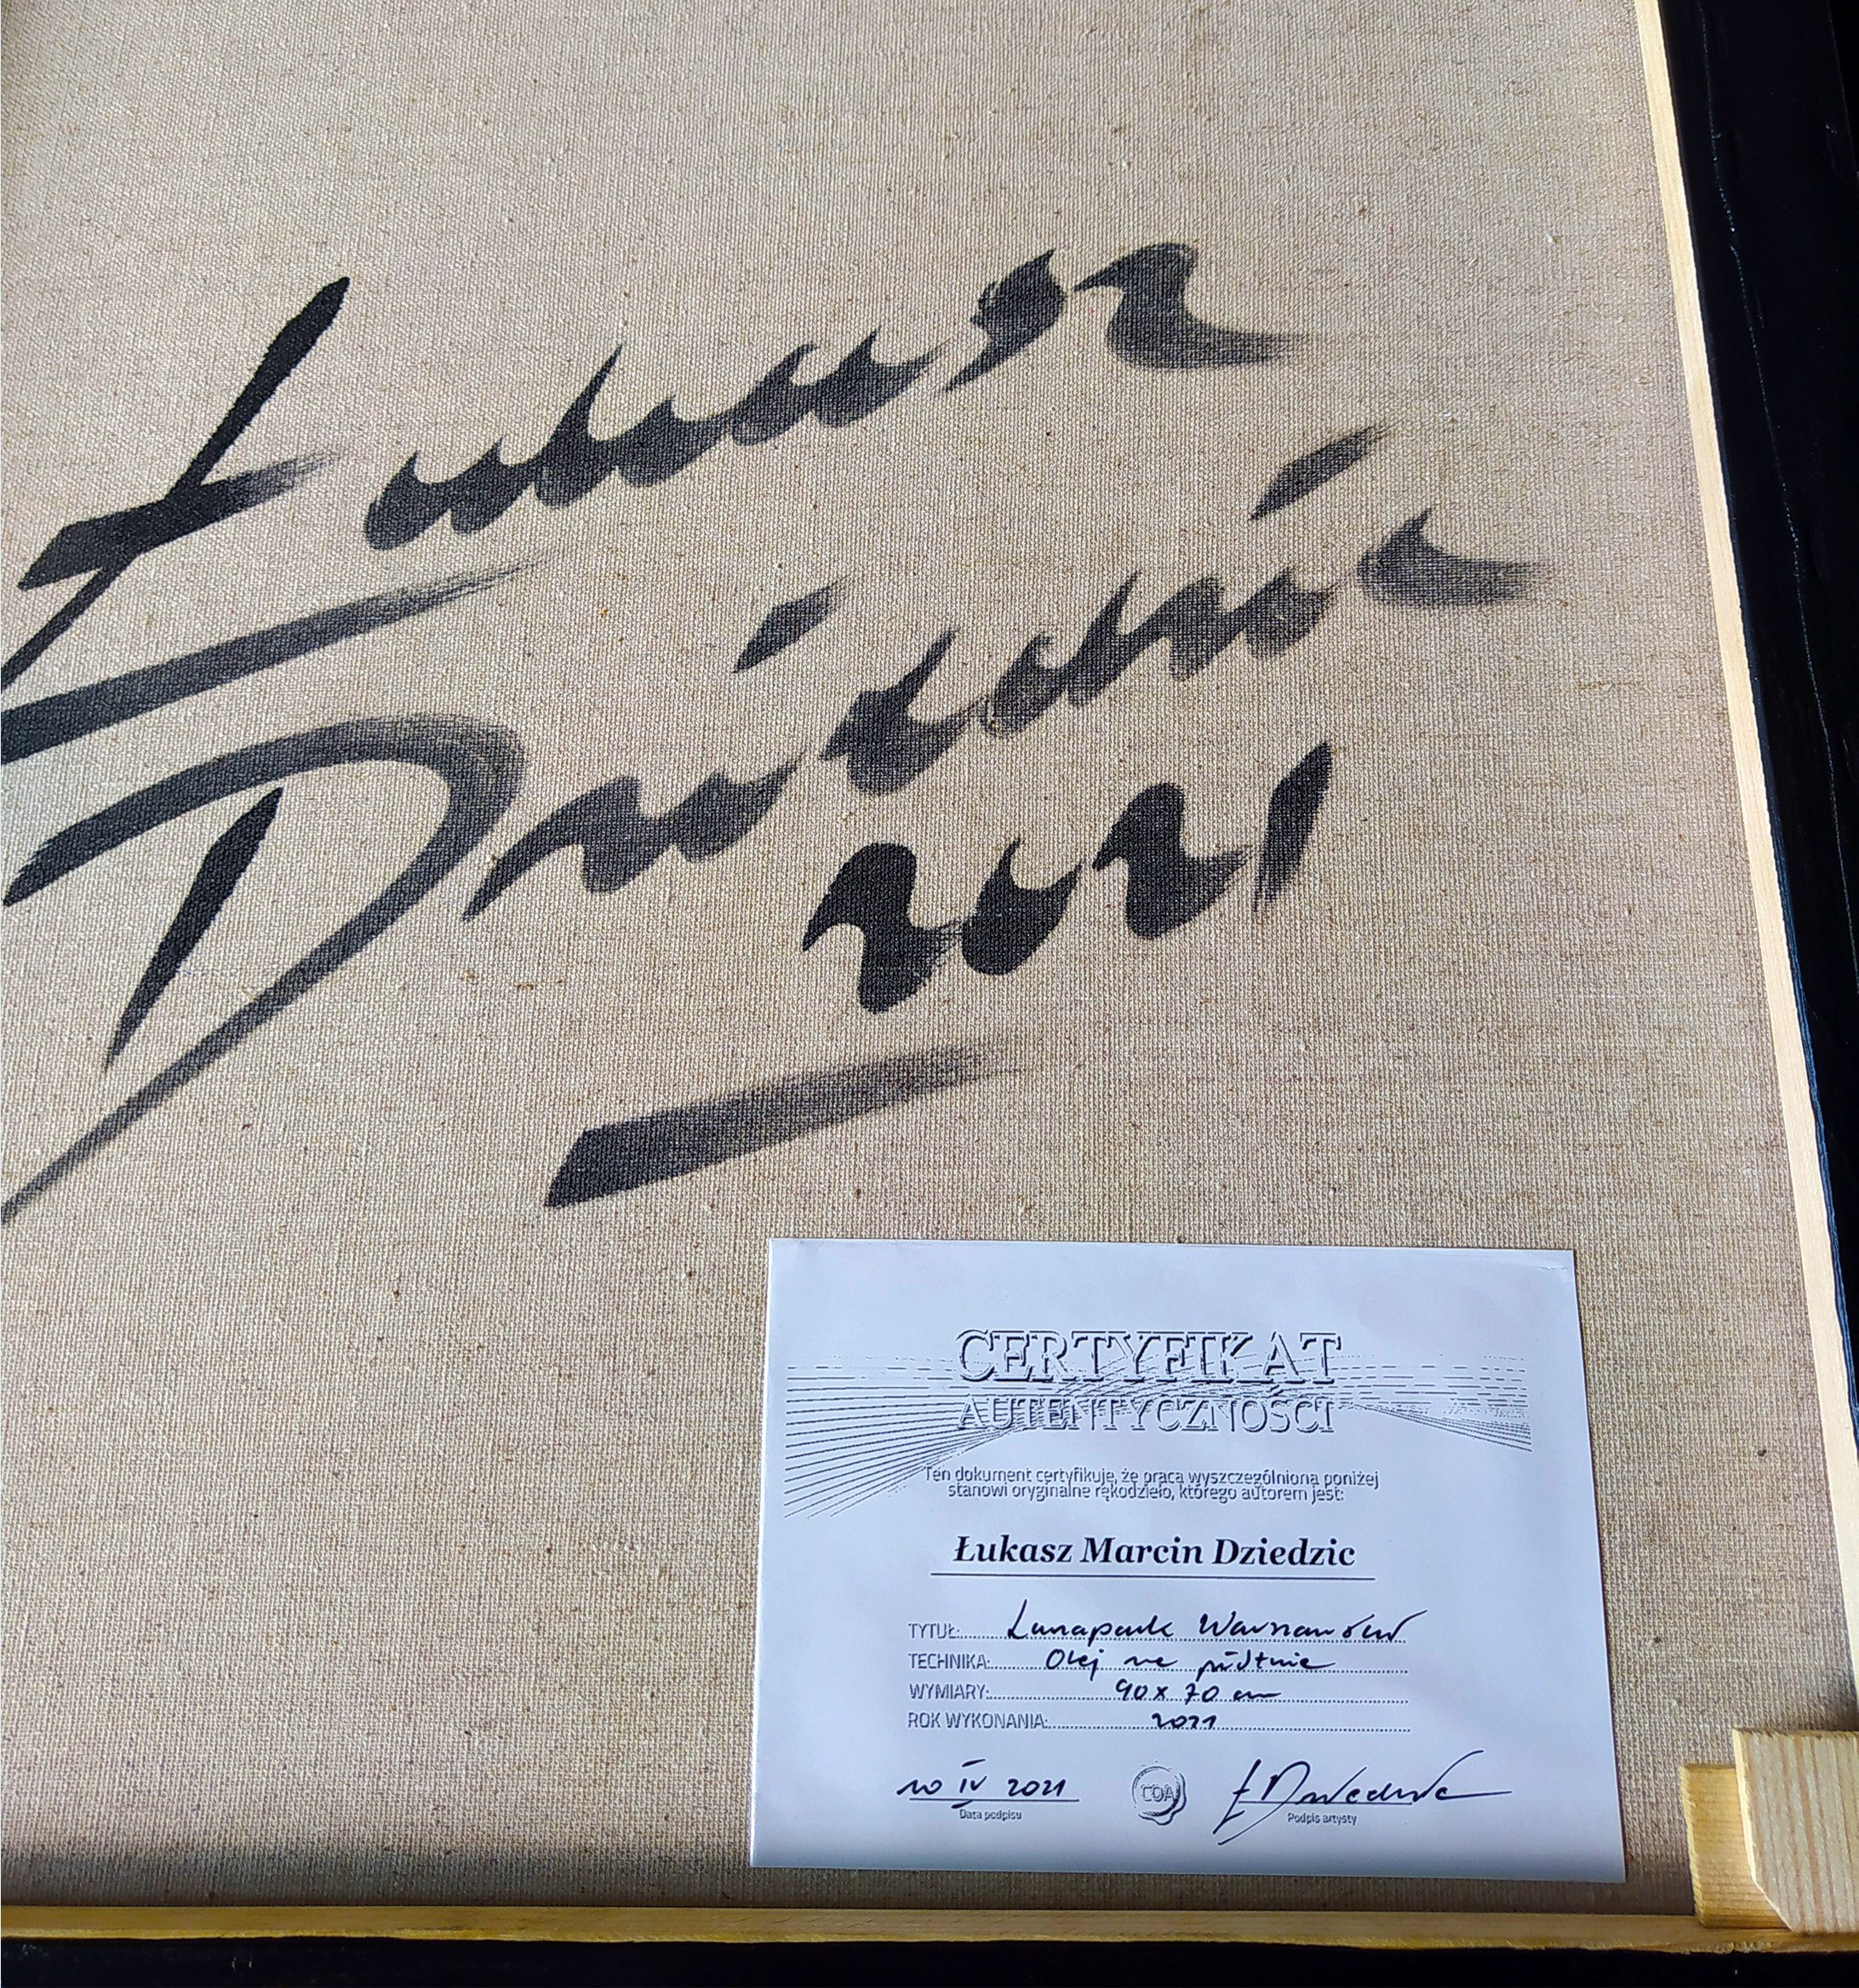 Łukasz
Dziedzic
2021
CERTYFIKAT
AUTENTYCZNOŚCI
Ten dokument certyfikuje, że praca wyszczególniona poniżej
stanowi oryginalne rękodzieło, którego autorem jest:
Łukasz Marcin Dziedzic
TYTUŁ: Lunapark Warszawów
TECHNIKA: Olej na płótnie
WYMIARY: 90 x 70 cm
ROK WYKONANIA: 2021
10 IV 2021 COA Ł Dziedzic
Data podpisu Podpis artysty